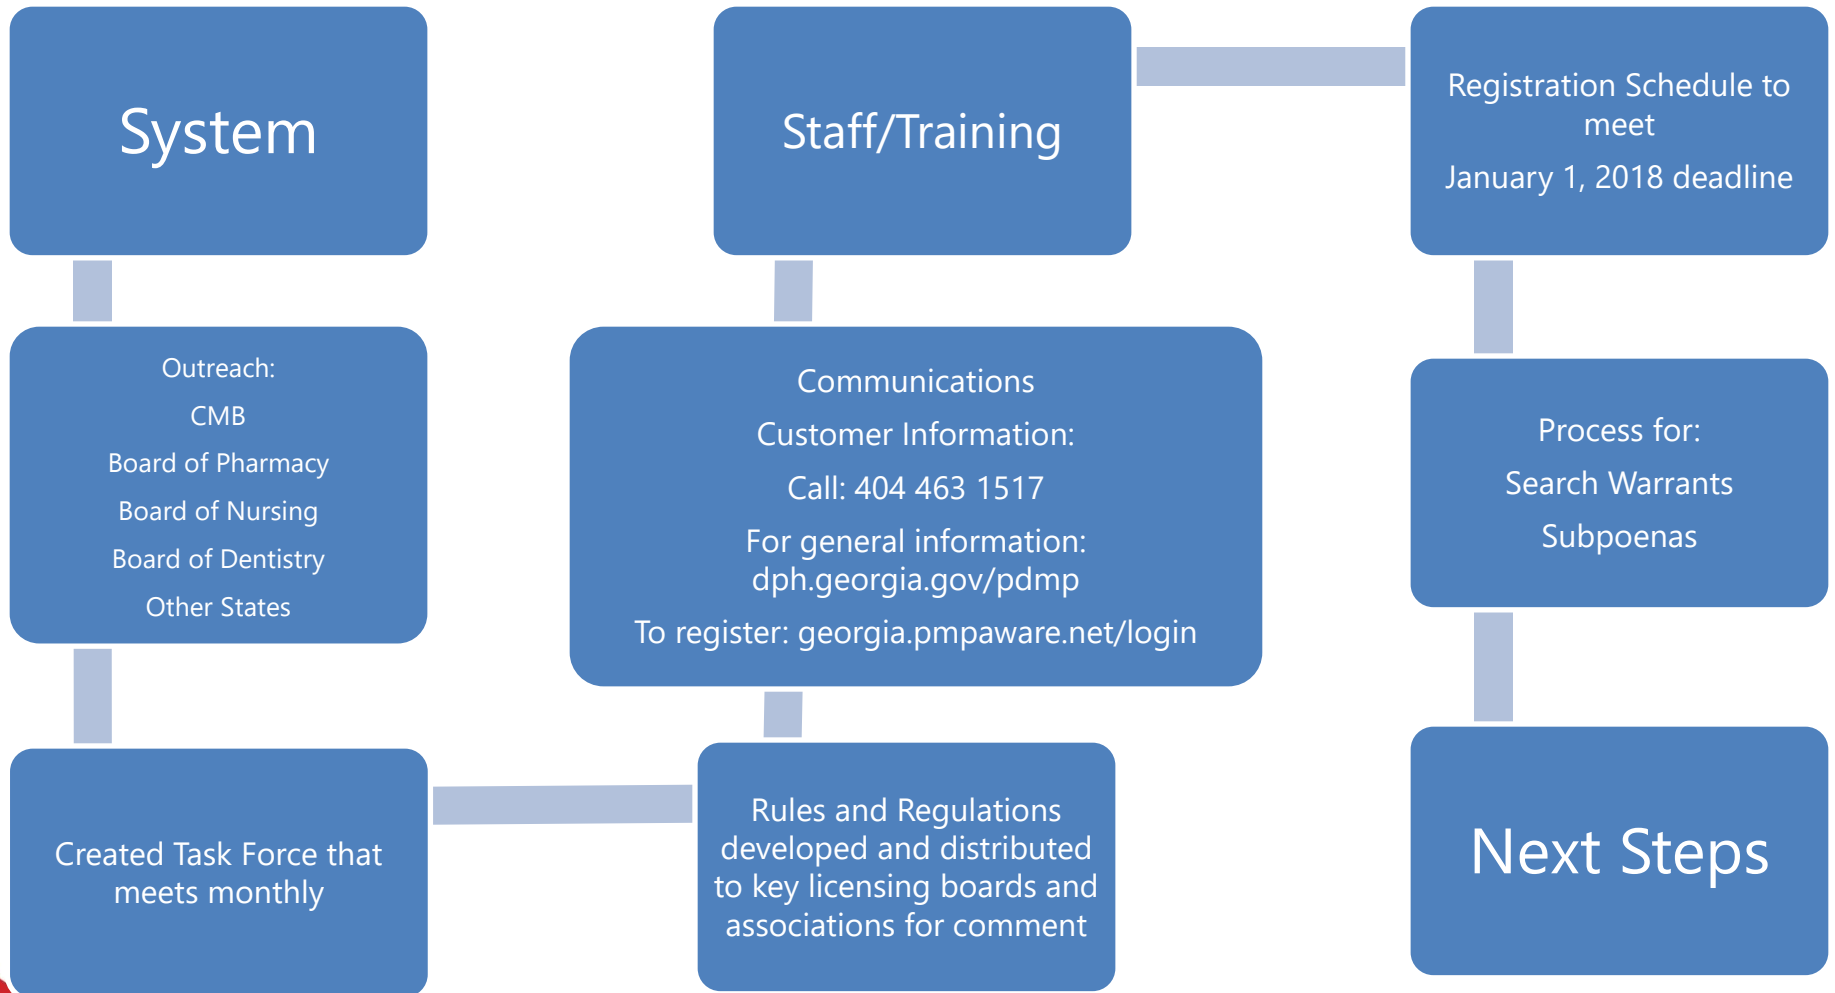 System
Outreach:
CMB
Board of Pharmacy
Board of Nursing
Board of Dentistry
Other States
Created Task Force that
meets monthly
Rules and Regulations
developed and distributed
to key licensing boards and
associations for comment
Communications
Customer Information:
Call: 404 463 1517
For general information:
dph.georgia.gov/pdmp
To register: georgia.pmpaware.net/login
Staff/Training
Registration Schedule to
meet
January 1, 2018 deadline
Process for:
Search Warrants
Subpoenas
Next Steps